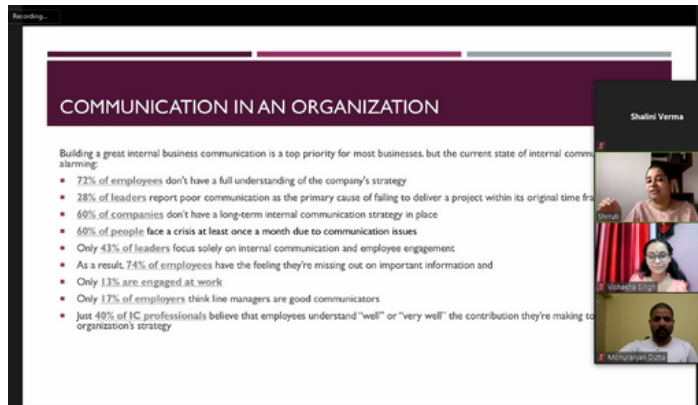 Recording...
COMMUNICATION IN AN ORGANIZATION
Building a great internal business communication is a top priority for most businesses, but the current state of internal
alarming:
72% of employees don't have a full understanding of the company's strategy
28% of leaders report poor communication as the primary cause of failing to deliver a project within its original time
60% of companies don't have a long-term internal communication strategy in place
60% of people face a crisis at least once a month due to communication issues
Only 43% of leaders focus solely on internal communication and employee engagement
As a result, 74% of employees have the feeling they're missing out on important information and
Only 13% are engaged at work
Only 17% of employers think line managers are good communicators
Just 40% of IC professionals believe that employees understand "well" or "very well" the contribution they're making to
organization's strategy
Shalini Verma
Shrruti
Vishakha Singh
Monuranjan Dutta